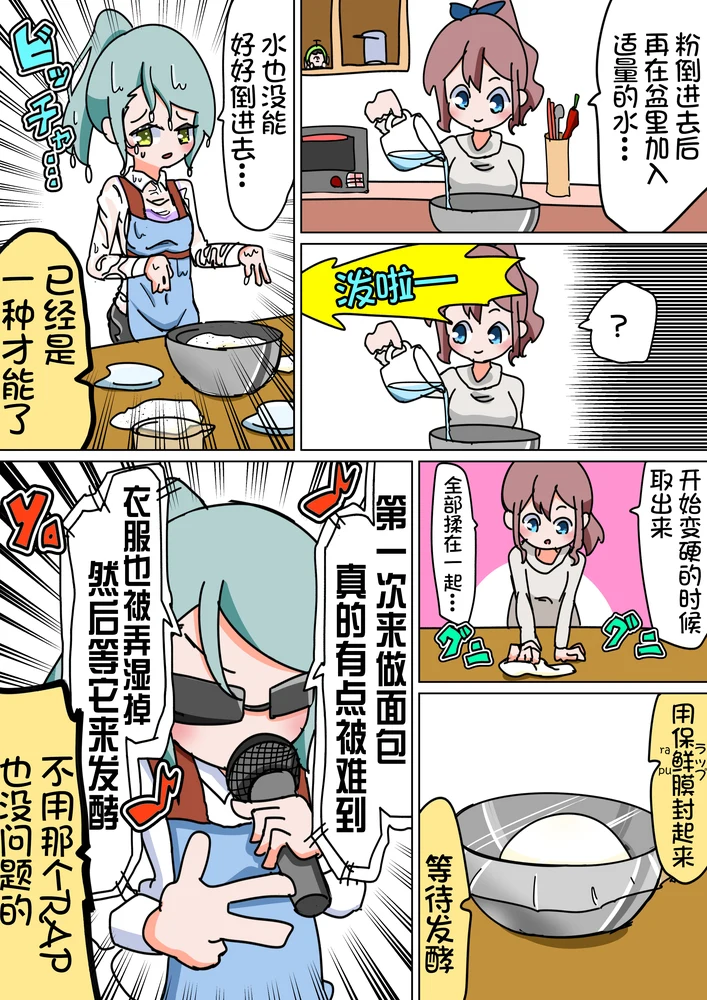 粉倒进去后
再在盆里加入
适量的水…
?
泼啦一
水也没能
好好倒进去…
ビッチャ…
已经是
一种才能了
开始变硬的时候
取出来
全部揉在一起…
グニ
グニ
用保鲜膜封起来
ラップ
ra
pu
等待发酵
第一次来做面包
真的有点被难到
衣服也被弄湿掉
然后等它来发酵
Yo
不用那个RAP
也没问题的